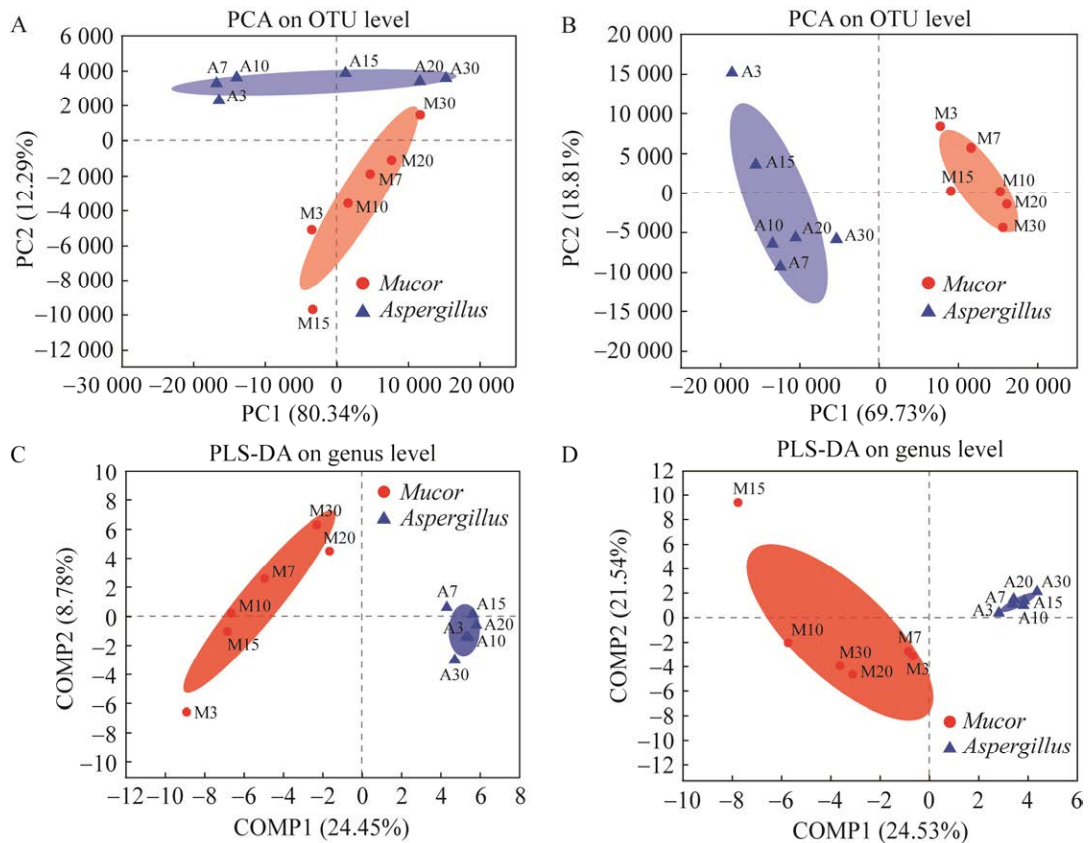 A
PCA on OTU level
6 000
4 000
2 000
0
−2 000
−4 000
−6 000
−8 000
−10 000
−12 000
PC2 (12.29%)
A7
A10
A3
A15
A20
A30
M30
M20
M7
M10
M3
M15
Mucor
Aspergillus
−30 000
−20 000
−10 000
0
10 000
20 000
PC1 (80.34%)
B
PCA on OTU level
20 000
15 000
10 000
5 000
0
−5 000
−10 000
−15 000
−20 000
PC2 (18.81%)
A3
A15
A10
A20
A30
A7
M3
M7
M15
M10
M20
M30
Mucor
Aspergillus
−20 000
−10 000
0
10 000
20 000
PC1 (69.73%)
C
PLS-DA on genus level
10
8
6
4
2
0
−2
−4
−6
−8
−10
COMP2 (8.78%)
Mucor
Aspergillus
M30
M20
M7
M10
M15
M3
A7
A15
A3
A20
A10
A30
−12
−10
−8
−6
−4
−2
0
2
4
6
8
COMP1 (24.45%)
D
PLS-DA on genus level
12
10
8
6
4
2
0
−2
−4
−6
−8
−10
−12
COMP2 (21.54%)
M15
M10
M30
M20
M7
M3
A20
A30
A7
A15
A3
A10
Mucor
Aspergillus
−10
−8
−6
−4
−2
0
2
4
6
COMP1 (24.53%)